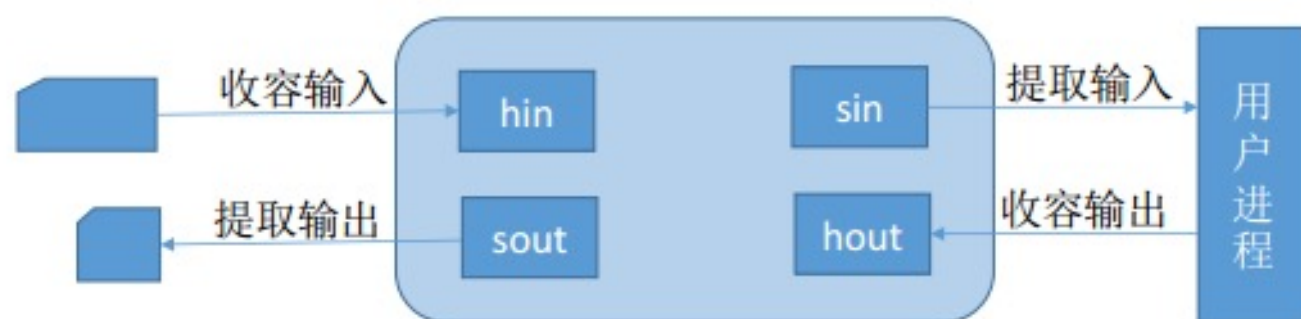 收容输入
hin
sin
提取输入
提取输出
sout
hout
收容输出
用户进程